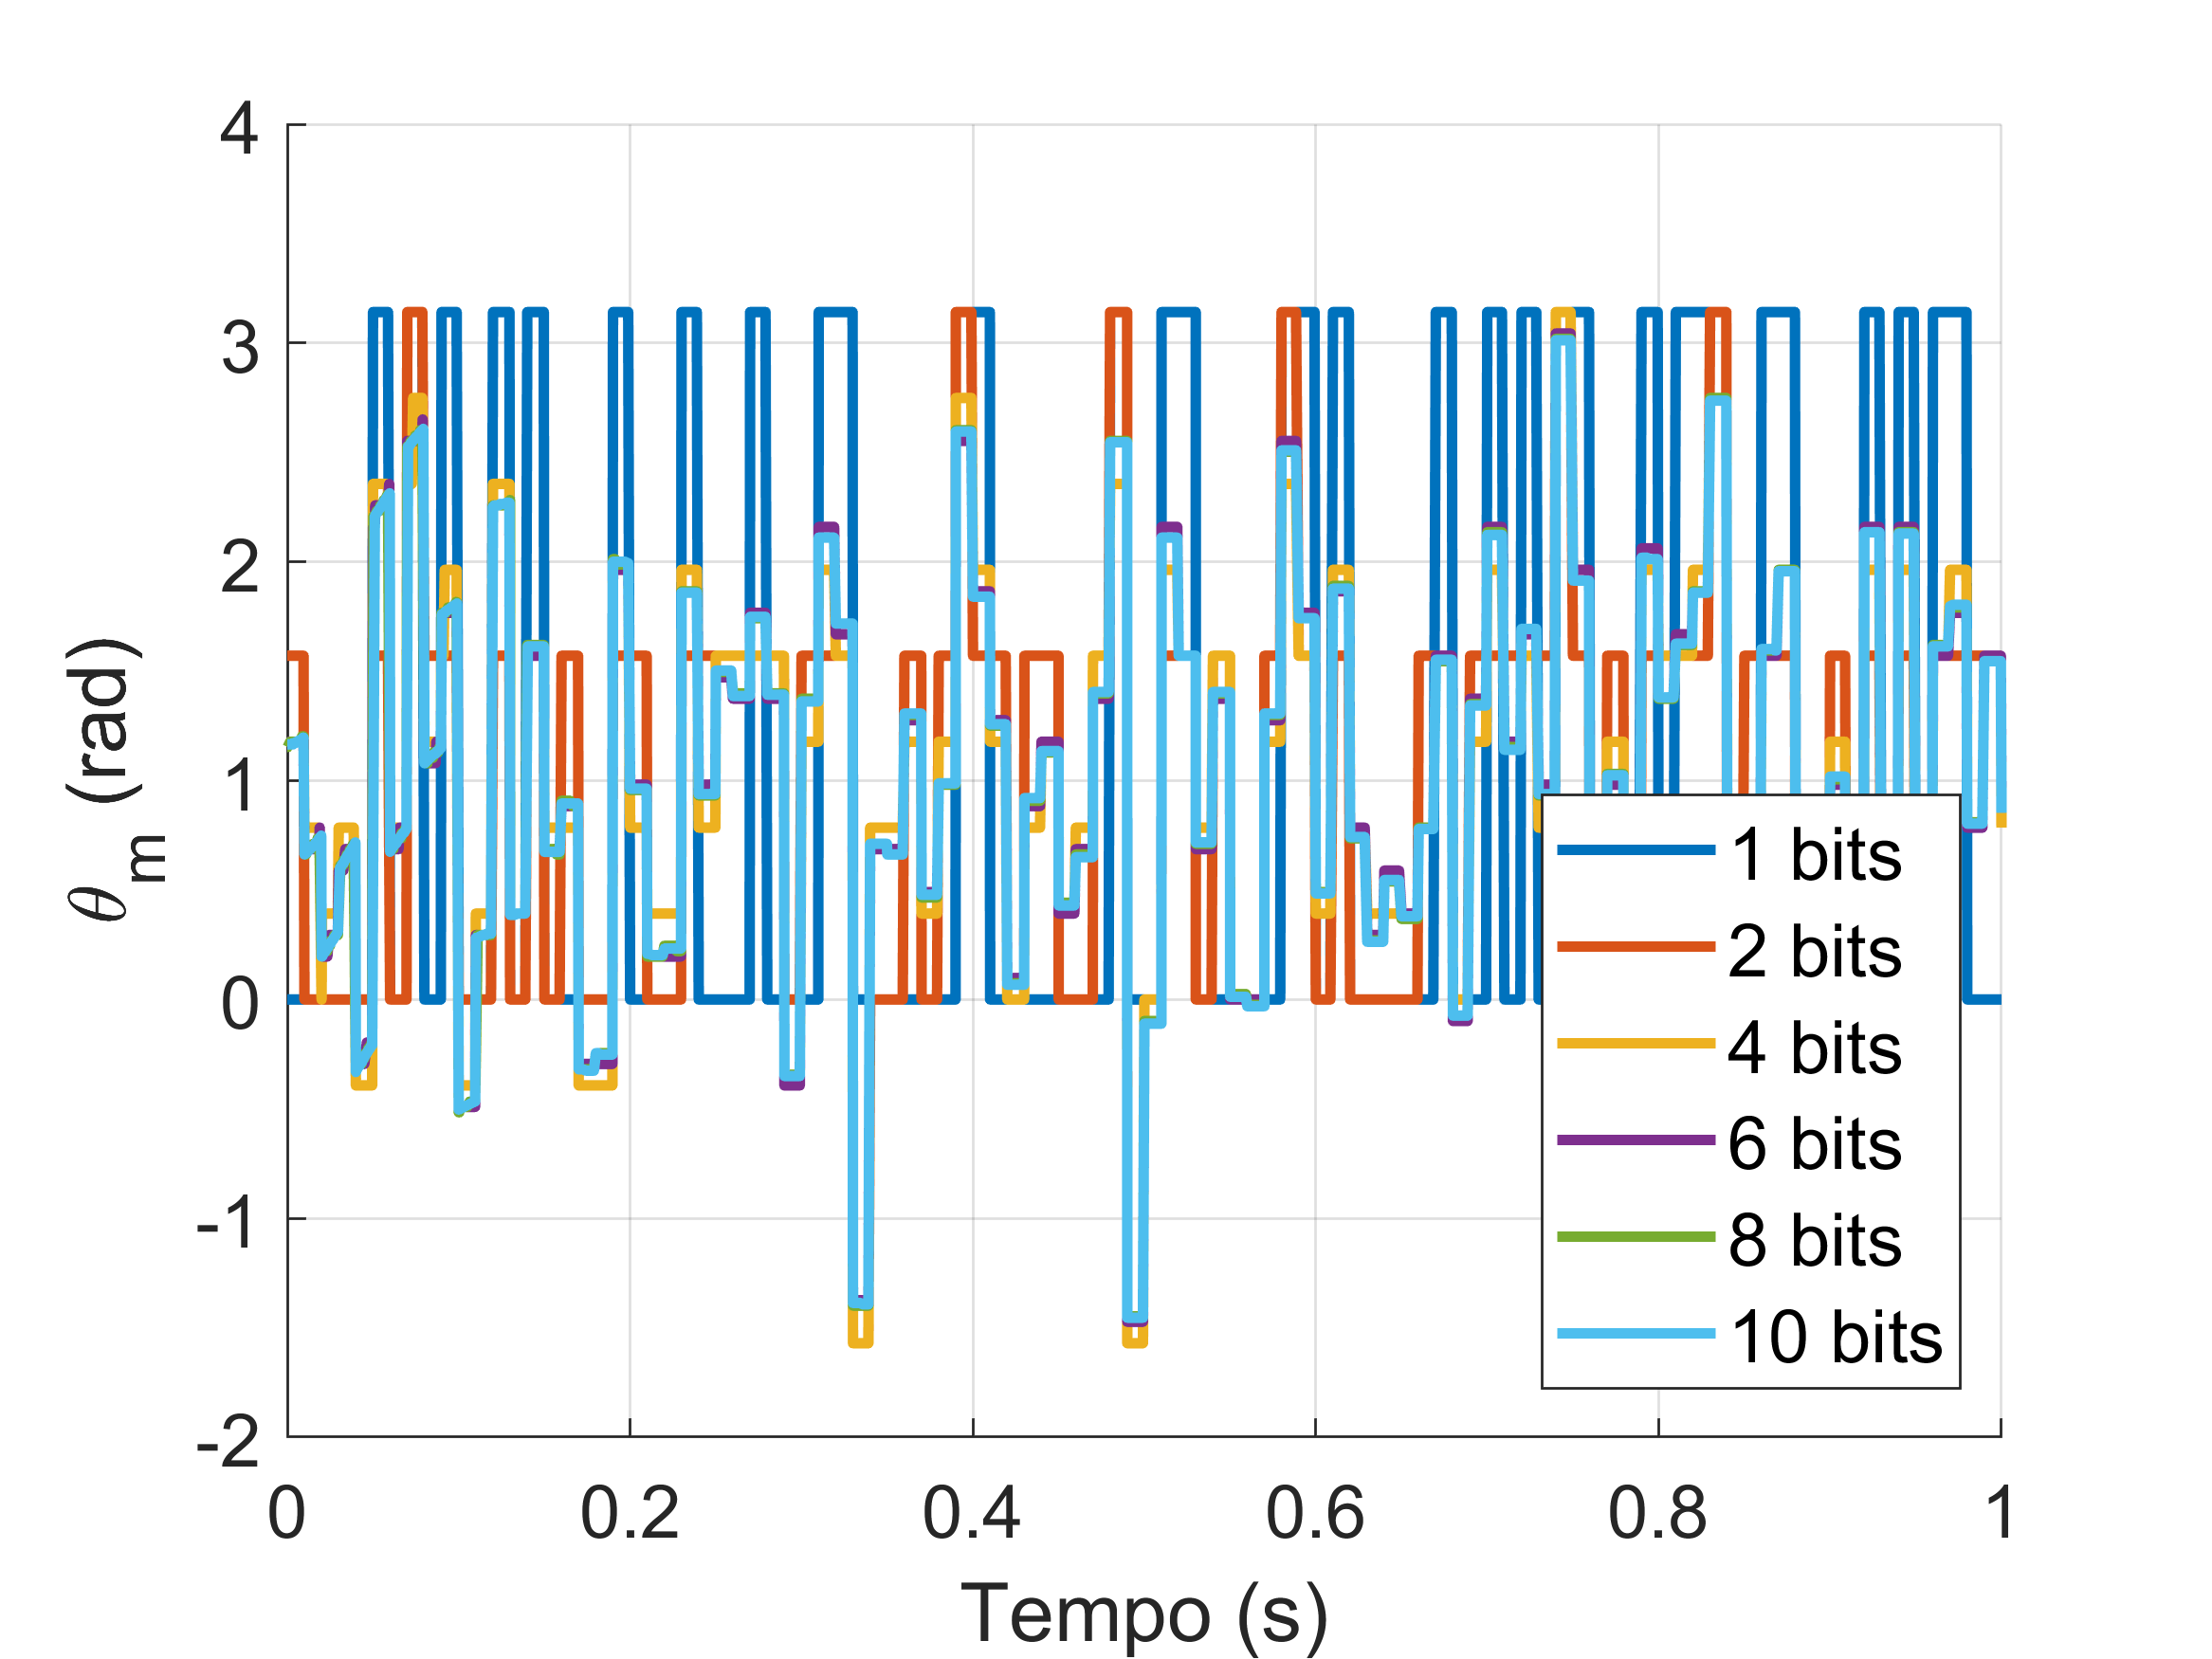 4
3
2
1
0
-1
-2
θm (rad)
0 0.2 0.4 0.6 0.8 1
Tempo (s)
1 bits
2 bits
4 bits
6 bits
8 bits
10 bits